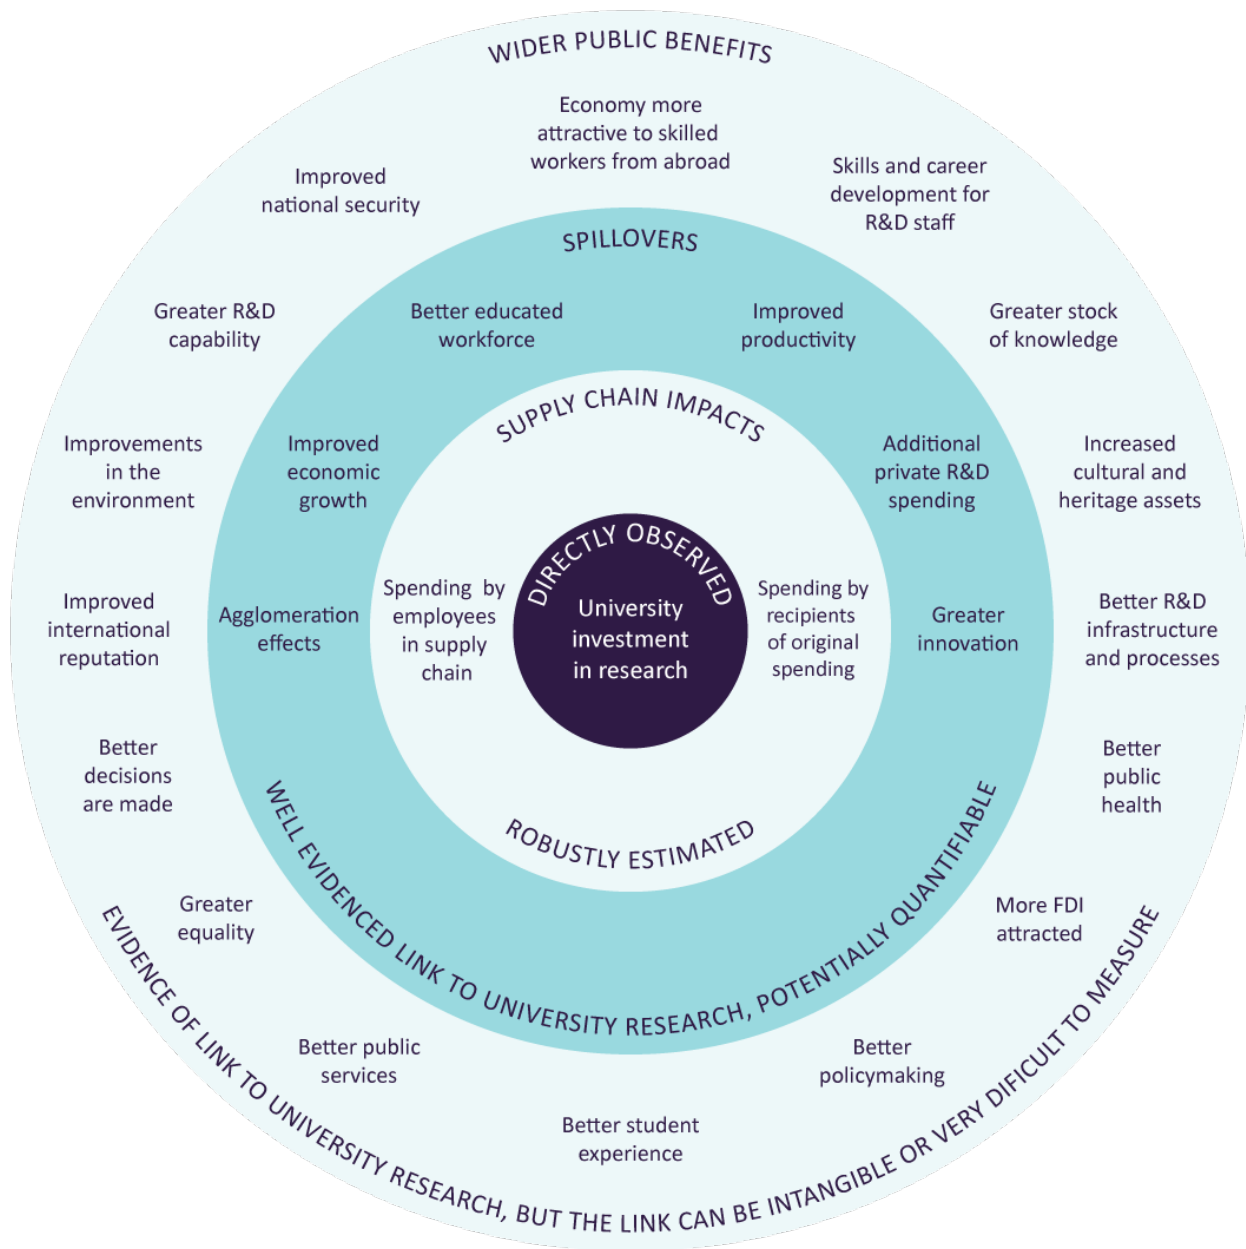 WIDER PUBLIC BENEFITS
Economy more
attractive to skilled
workers from abroad
Improved
national security
Skills and career
development for
R&D staff
Greater R&D
capability
Greater stock
of knowledge
Improvements
in the
environment
Increased
cultural and
heritage assets
Improved
international
reputation
Better R&D
infrastructure
and processes
Better
decisions
are made
Better
public
health
Greater
equality
More FDI
attracted
Better public
services
Better
policymaking
Better student
experience
EVIDENCE OF LINK TO UNIVERSITY RESEARCH, BUT THE LINK CAN BE INTANGIBLE OR VERY DIFICULT TO MEASURE
SPILLOVERS
Better educated
workforce
Improved
productivity
Improved
economic
growth
Additional
private R&D
spending
Agglomeration
effects
Greater
innovation
WELL EVIDENCED LINK TO UNIVERSITY RESEARCH, POTENTIALLY QUANTIFIABLE
SUPPLY CHAIN IMPACTS
Spending by
employees
in supply
chain
Spending by
recipients
of original
spending
ROBUSTLY ESTIMATED
DIRECTLY OBSERVED
University
investment
in research